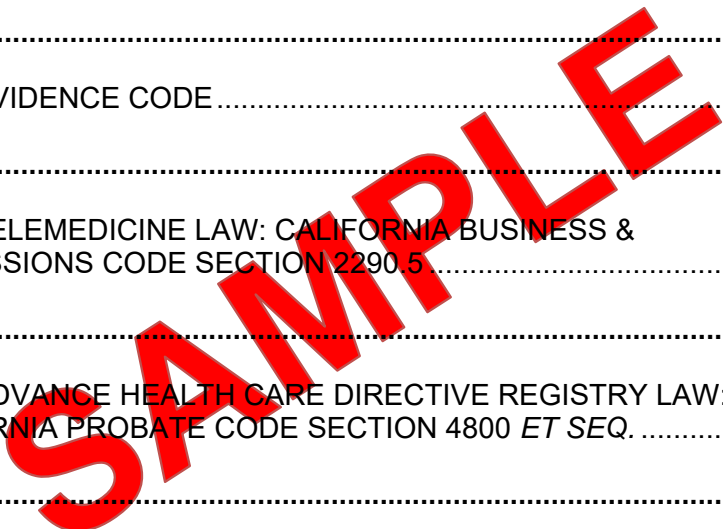 ..........................................................................................
VIDENCE CODE ................................................................
..........................................................................................
ELEMEDICINE LAW: CALIFORNIA BUSINESS &
SSIONS CODE SECTION 2290.5 .....................................
..........................................................................................
DVANCE HEALTH CARE DIRECTIVE REGISTRY LAW:
RNIA PROBATE CODE SECTION 4800 ET SEQ. ..........
..........................................................................................
SAMPLE